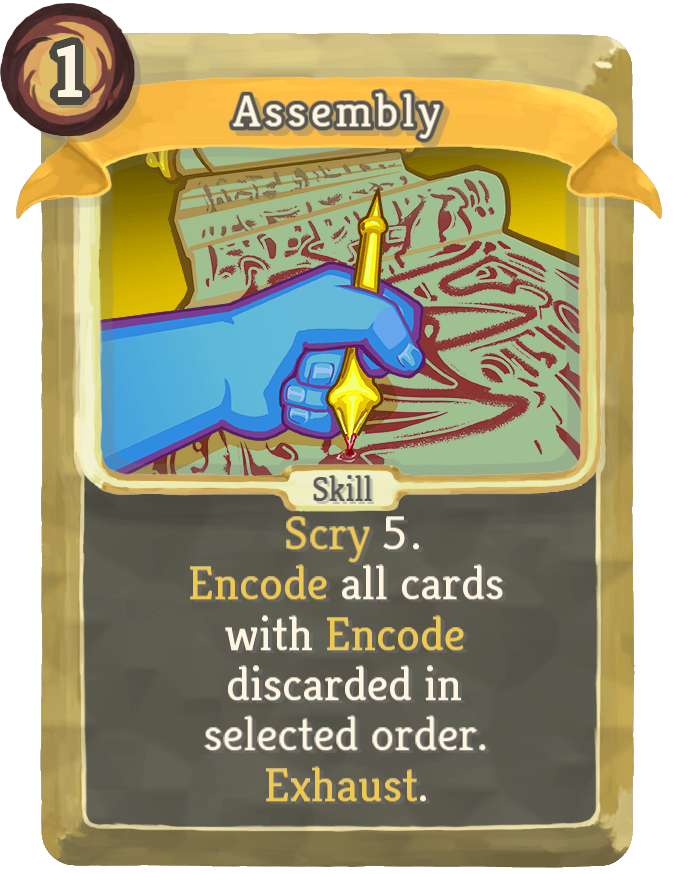 1
Assembly
Skill
Scry 5.
Encode all cards
with Encode
discarded in
selected order.
Exhaust.